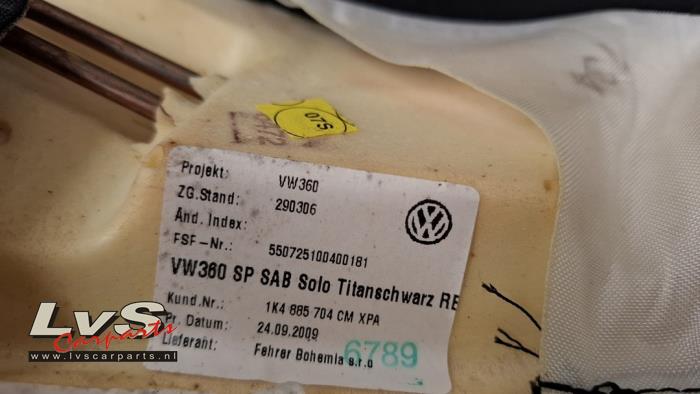 07S
Projekt: VW360
ZG.Stand: 290306
Änd. Index:
FSF-Nr.: 550725100400181
VW360 SP SAB Solo Titanschwarz RE
Kund.Nr.: 1K4 885 704 CM XPA
Pr. Datum: 24.09.2009
Lieferant: Fehrer Bohemia s.r.o
6789
LvS
Carparts
www.lvscarparts.nl